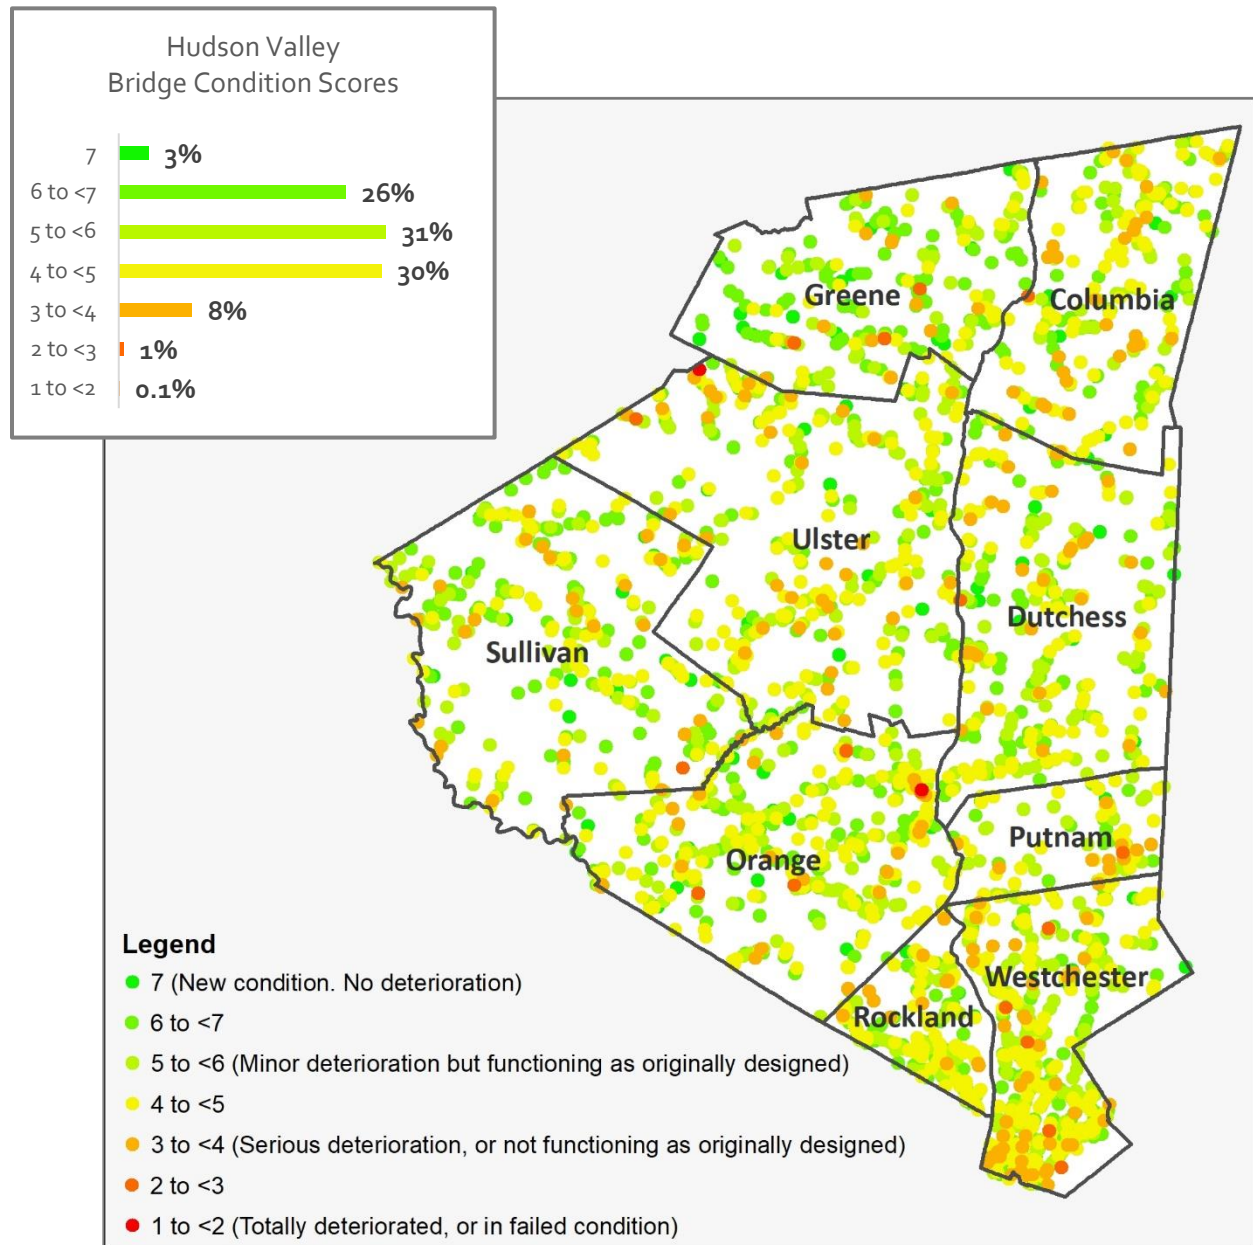 Hudson Valley
Bridge Condition Scores
7 3%
6 to <7 26%
5 to <6 31%
4 to <5 30%
3 to <4 8%
2 to <3 1%
1 to <2 0.1%
Greene
Columbia
Ulster
Dutchess
Sullivan
Putnam
Orange
Westchester
Rockland
Legend
7 (New condition. No deterioration)
6 to <7
5 to <6 (Minor deterioration but functioning as originally designed)
4 to <5
3 to <4 (Serious deterioration, or not functioning as originally designed)
2 to <3
1 to <2 (Totally deteriorated, or in failed condition)